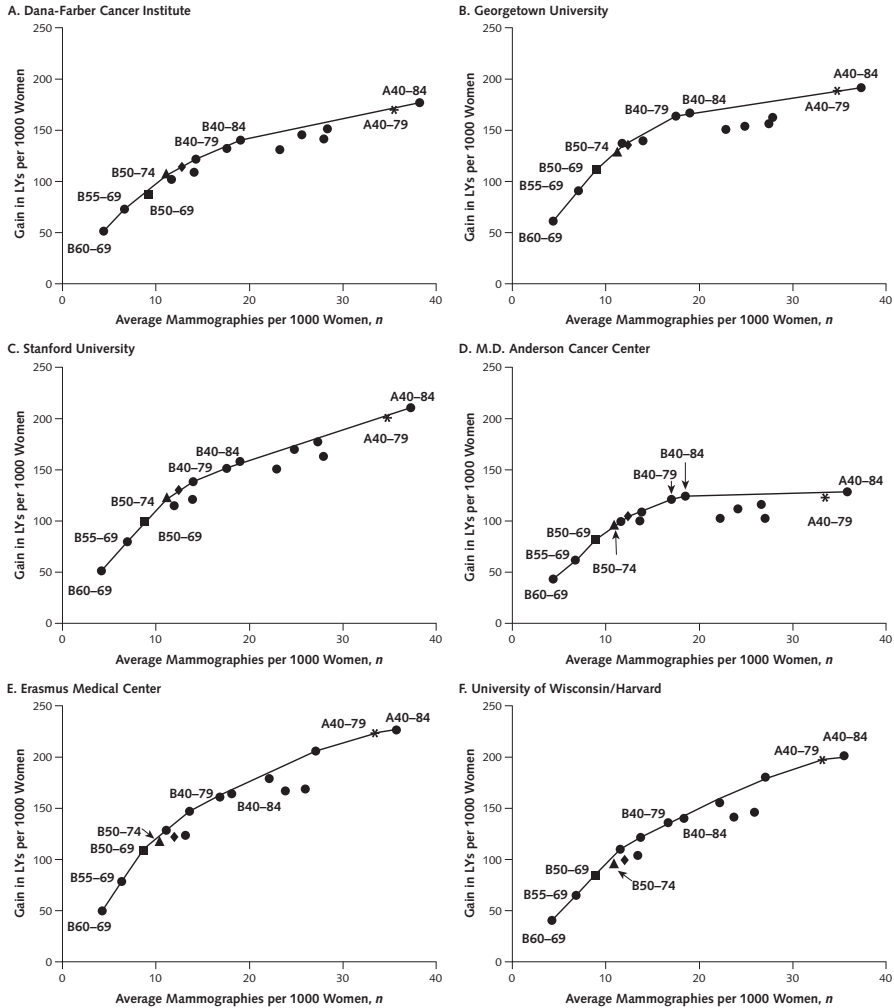 A. Dana-Farber Cancer Institute
250
200
150
100
50
0
Gain in LYs per 1000 Women
A40–84
A40–79
B40–84
B40–79
B50–74
B55–69
B50–69
B60–69
0 10 20 30 40
Average Mammographies per 1000 Women, n
B. Georgetown University
250
200
150
100
50
0
Gain in LYs per 1000 Women
A40–84
B40–79 B40–84
A40–79
B50–74
B50–69
B55–69
B60–69
0 10 20 30 40
Average Mammographies per 1000 Women, n
C. Stanford University
250
200
150
100
50
0
Gain in LYs per 1000 Women
A40–84
A40–79
B40–84
B40–79
B50–74
B55–69 B50–69
B60–69
0 10 20 30 40
Average Mammographies per 1000 Women, n
D. M.D. Anderson Cancer Center
250
200
150
100
50
0
Gain in LYs per 1000 Women
B40–84
B40–79
A40–84
A40–79
B50–69
B55–69
B50–74
B60–69
0 10 20 30 40
Average Mammographies per 1000 Women, n
E. Erasmus Medical Center
250
200
150
100
50
0
Gain in LYs per 1000 Women
A40–79 A40–84
B40–79
B40–84
B50–74
B50–69
B55–69
B60–69
0 10 20 30 40
Average Mammographies per 1000 Women, n
F. University of Wisconsin/Harvard
250
200
150
100
50
0
Gain in LYs per 1000 Women
A40–84
A40–79
B40–79
B40–84
B50–69
B50–74
B55–69
B60–69
0 10 20 30 40
Average Mammographies per 1000 Women, n